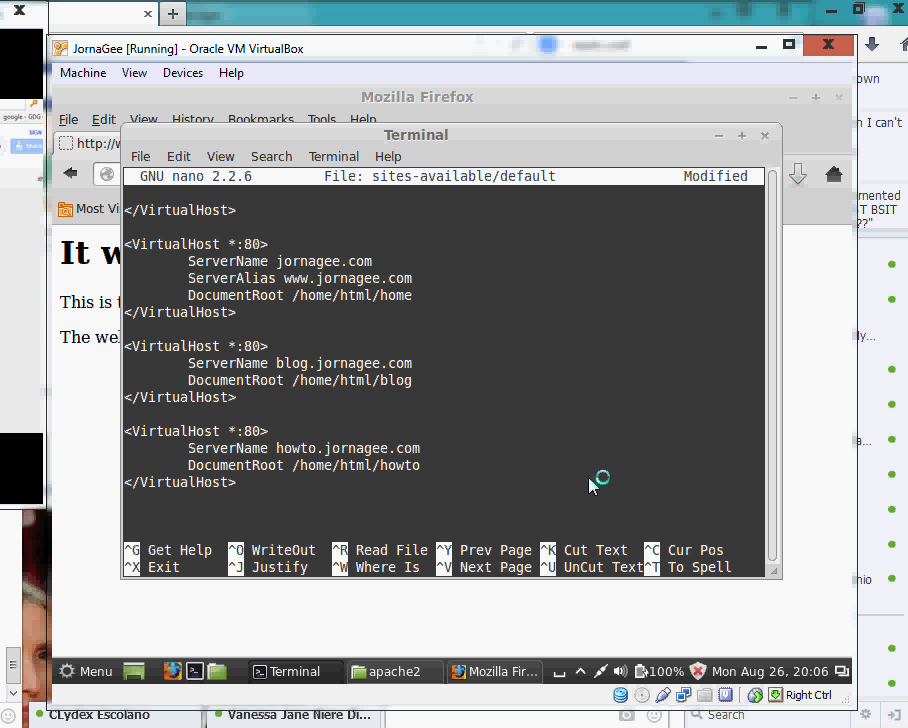 JornaGee [Running] - Oracle VM VirtualBox
Machine View Devices Help
own
Mozilla Firefox
google - GDG
File Edit View History Bookmarks Tools Help
n I can't
SIGN
Share
Terminal
http://w
File Edit View Search Terminal Help
GNU nano 2.2.6 File: sites-available/default Modified
mented
T BSIT
??"
Most Vi
</VirtualHost>
<VirtualHost *:80>
It w
ServerName jornagee.com
ServerAlias www.jornagee.com
DocumentRoot /home/html/home
This is t
</VirtualHost>
The wel
ly...
<VirtualHost *:80>
ServerName blog.jornagee.com
DocumentRoot /home/html/blog
</VirtualHost>
<VirtualHost *:80>
a...
ServerName howto.jornagee.com
DocumentRoot /home/html/howto
</VirtualHost>
^G Get Help ^O WriteOut ^R Read File ^Y Prev Page ^K Cut Text ^C Cur Pos
^X Exit ^J Justify ^W Where Is ^V Next Page ^U UnCut Text ^T To Spell
nio
Menu Terminal apache2 Mozilla Fir... 100% Mon Aug 26, 20:06
Right Ctrl
CLydex Escolano Vanessa Jane Niere Di... Search